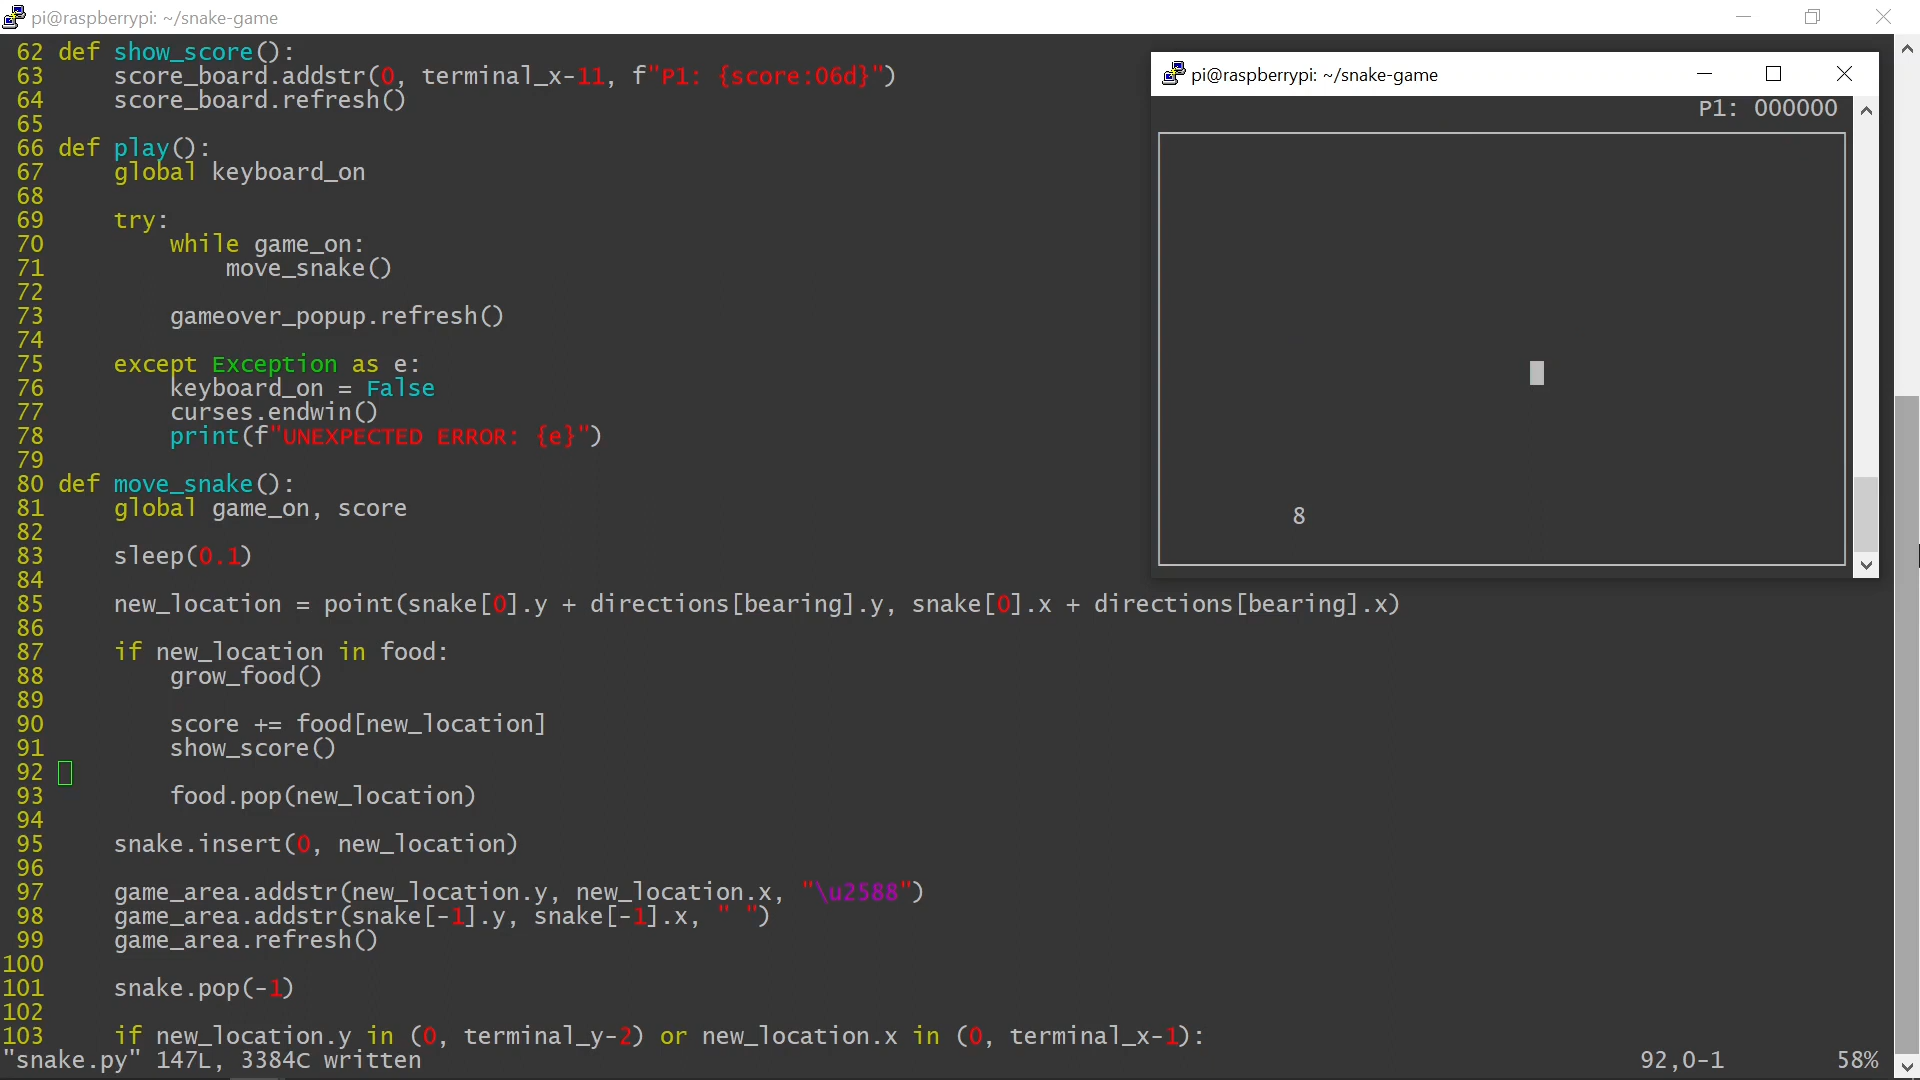 pi@raspberrypi: ~/snake-game
62 def show_score():
63     score_board.addstr(0, terminal_x-11, f"P1: {score:06d}")
64     score_board.refresh()
65
66 def play():
67     global keyboard_on
68
69     try:
70         while game_on:
71             move_snake()
72
73         gameover_popup.refresh()
74
75     except Exception as e:
76         keyboard_on = False
77         curses.endwin()
78         print(f"UNEXPECTED ERROR: {e}")
79
80 def move_snake():
81     global game_on, score
82
83     sleep(0.1)
84
85     new_location = point(snake[0].y + directions[bearing].y, snake[0].x + directions[bearing].x)
86
87     if new_location in food:
88         grow_food()
89
90         score += food[new_location]
91         show_score()
92
93         food.pop(new_location)
94
95     snake.insert(0, new_location)
96
97     game_area.addstr(new_location.y, new_location.x, "\u2588")
98     game_area.addstr(snake[-1].y, snake[-1].x, " ")
99     game_area.refresh()
100
101     snake.pop(-1)
102
103     if new_location.y in (0, terminal_y-2) or new_location.x in (0, terminal_x-1):
"snake.py" 147L, 3384C written
92,0-1
58%
pi@raspberrypi: ~/snake-game
P1: 000000
8